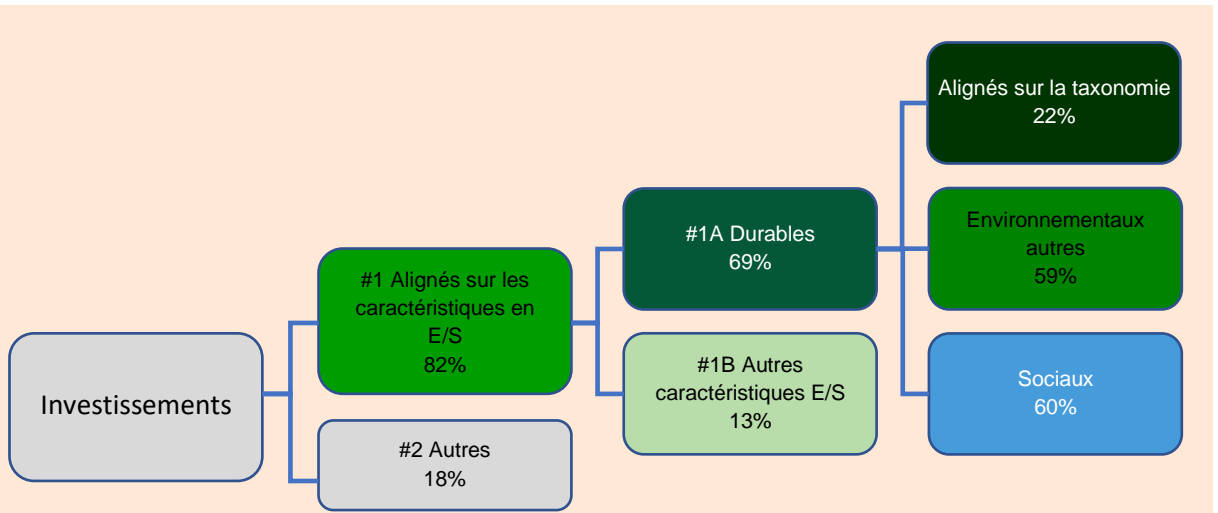 Investissements
#1 Alignés sur les
caractéristiques en
E/S
82%
#2 Autres
18%
#1A Durables
69%
#1B Autres
caractéristiques E/S
13%
Alignés sur la taxonomie
22%
Environnementaux
autres
59%
Sociaux
60%